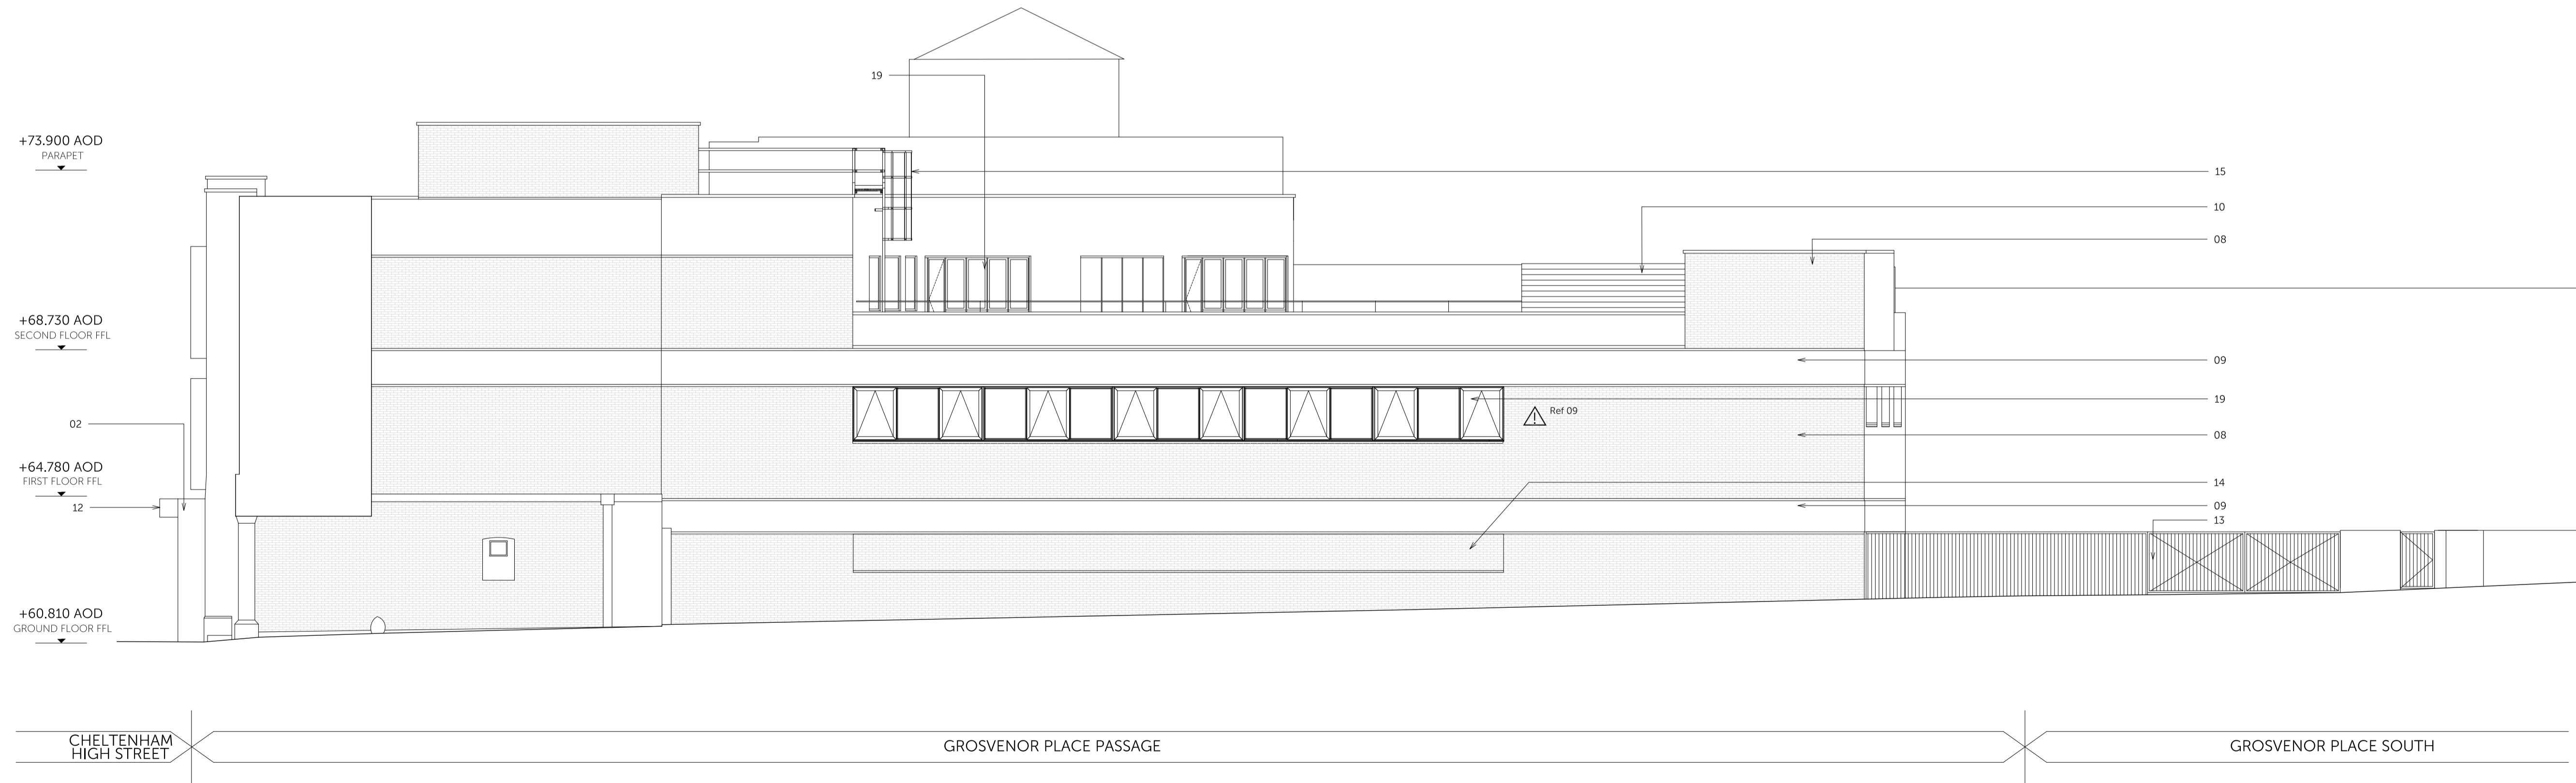 19
+73.900 AOD
PARAPET
15
10
08
+68.730 AOD
SECOND FLOOR FFL
09
19
Ref 09
02
08
+64.780 AOD
FIRST FLOOR FFL
14
12
09
13
+60.810 AOD
GROUND FLOOR FFL
CHELTENHAM
HIGH STREET
GROSVENOR PLACE PASSAGE
GROSVENOR PLACE SOUTH